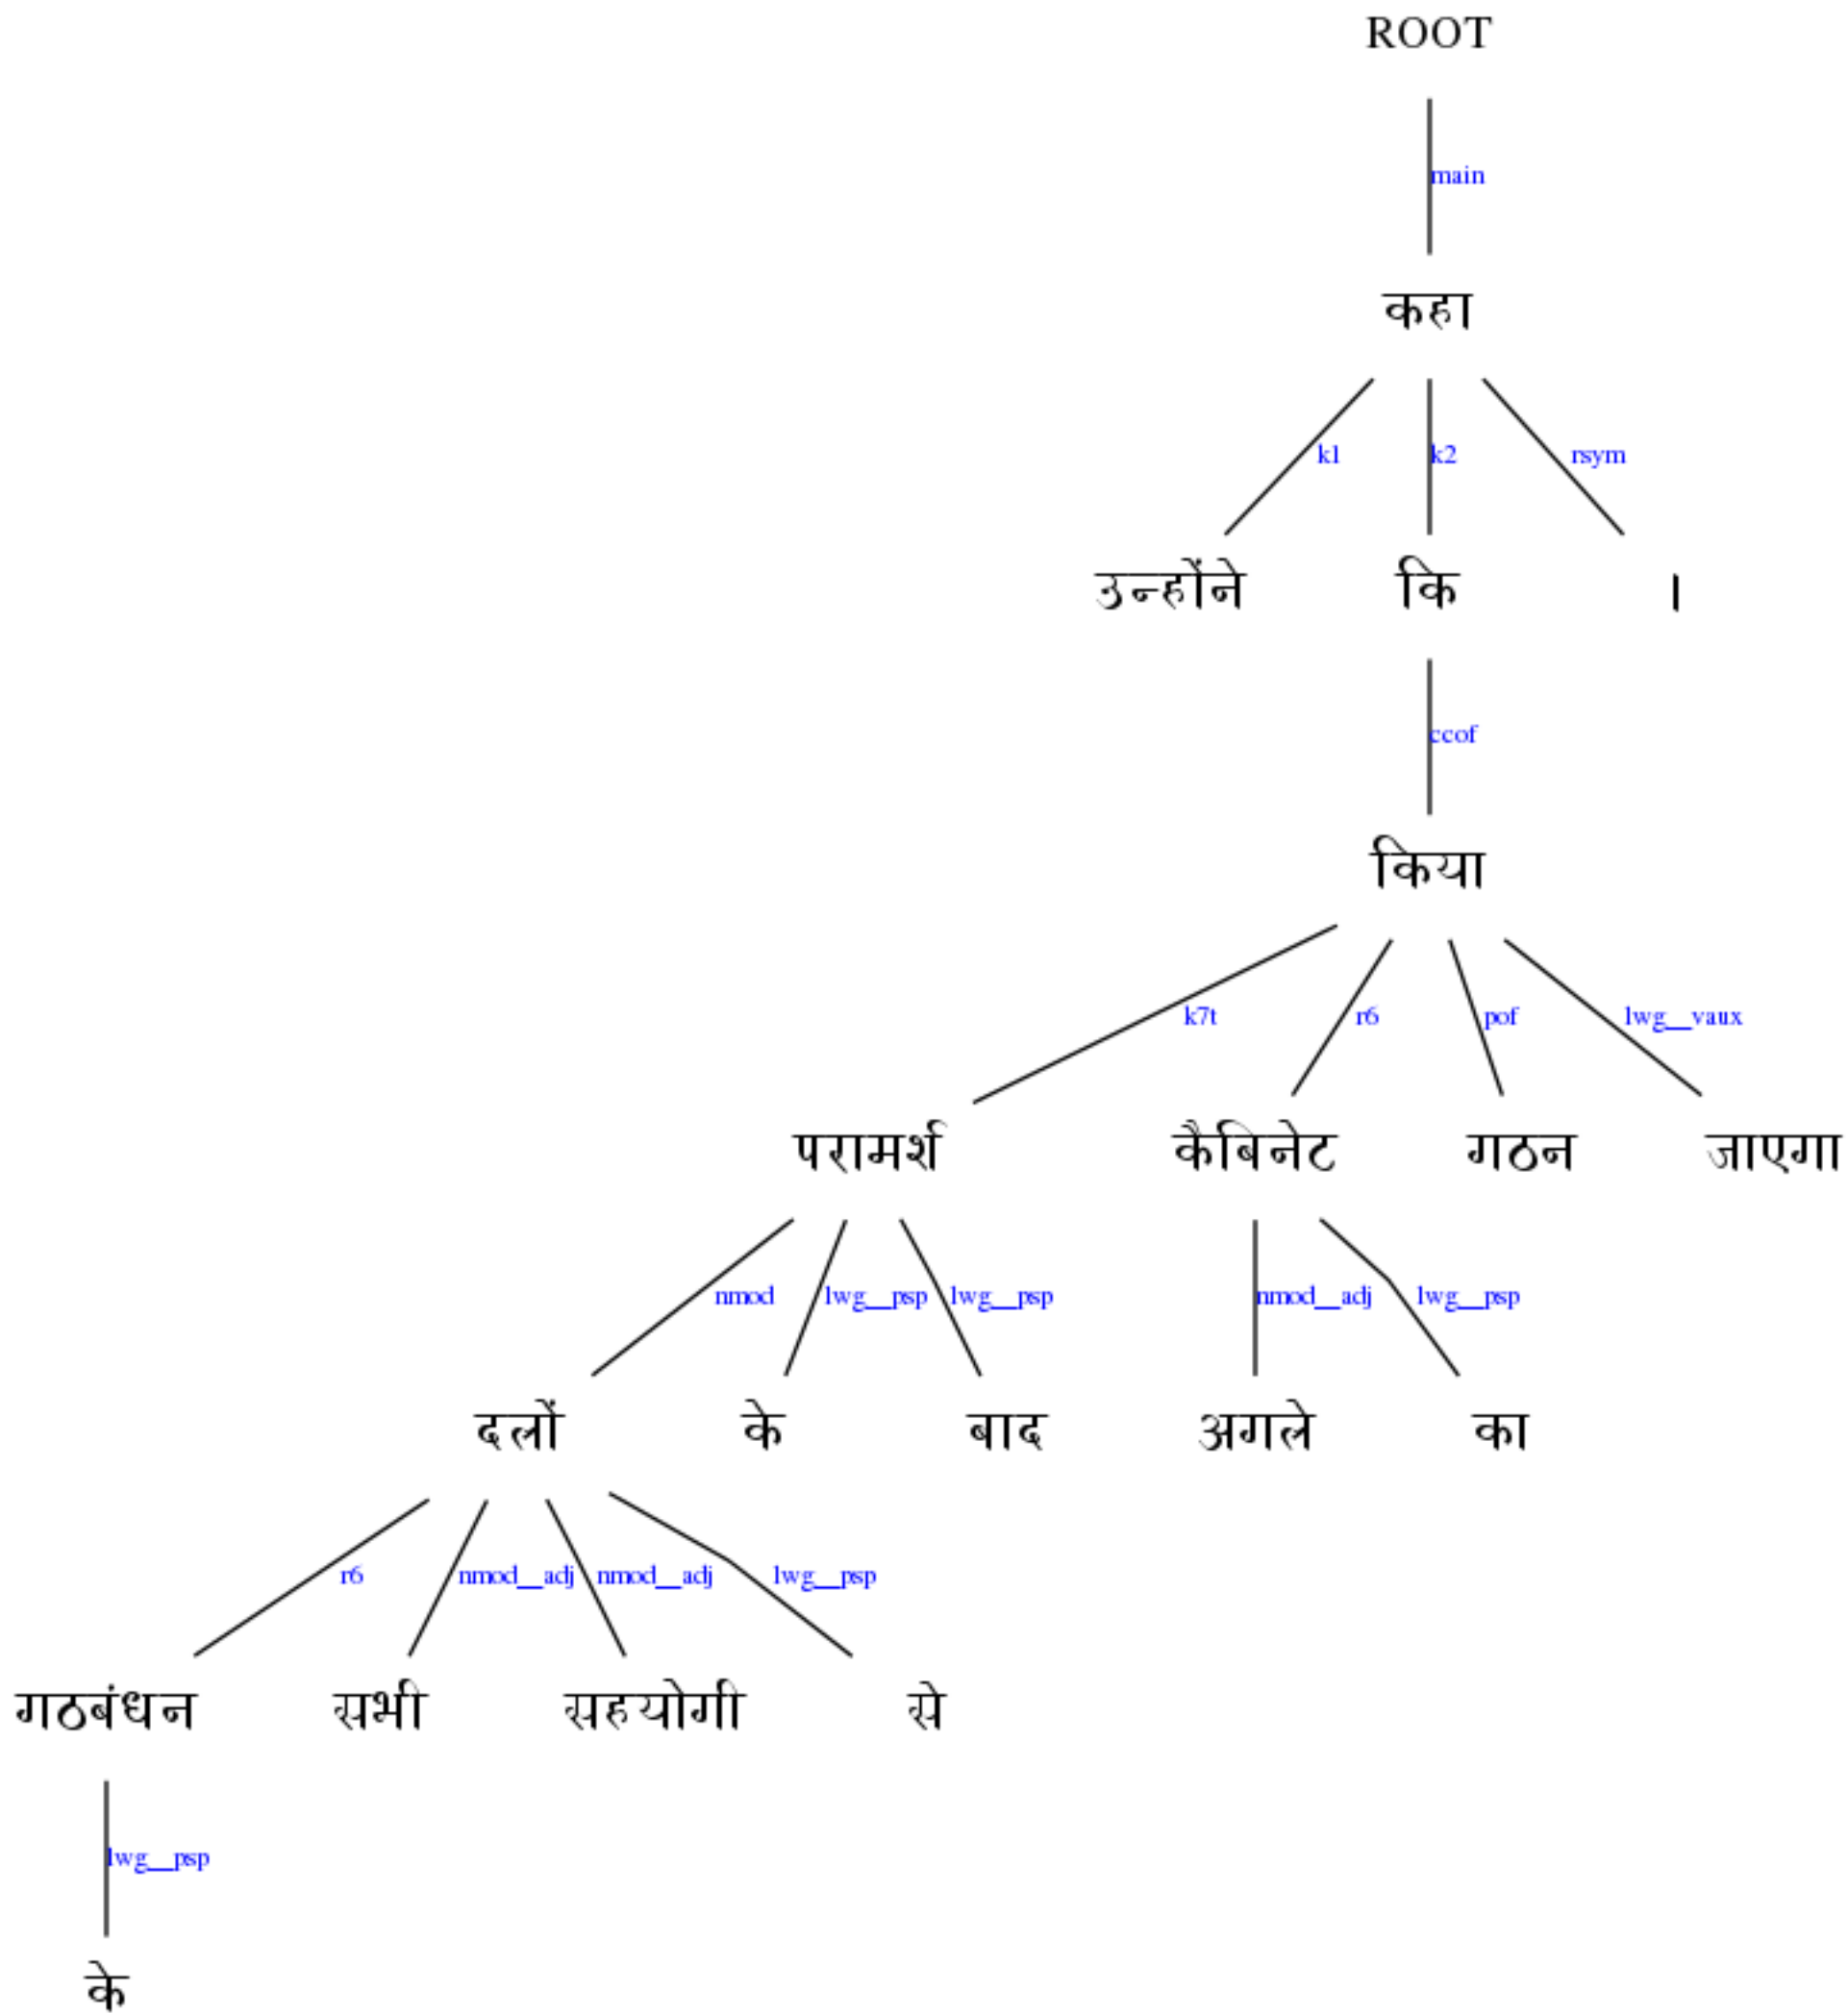 ROOT
main
कहा
k1 k2 rsym
उन्होंने कि ।
ccof
किया
k7t r6 pof lwg__vaux
परामर्श कैबिनेट गठन जाएगा
nmod lwg__psp lwg__psp nmod__adj lwg__psp
दलों के बाद अगले का
r6 nmod__adj nmod__adj lwg__psp
गठबंधन सभी सहयोगी से
lwg__psp
के